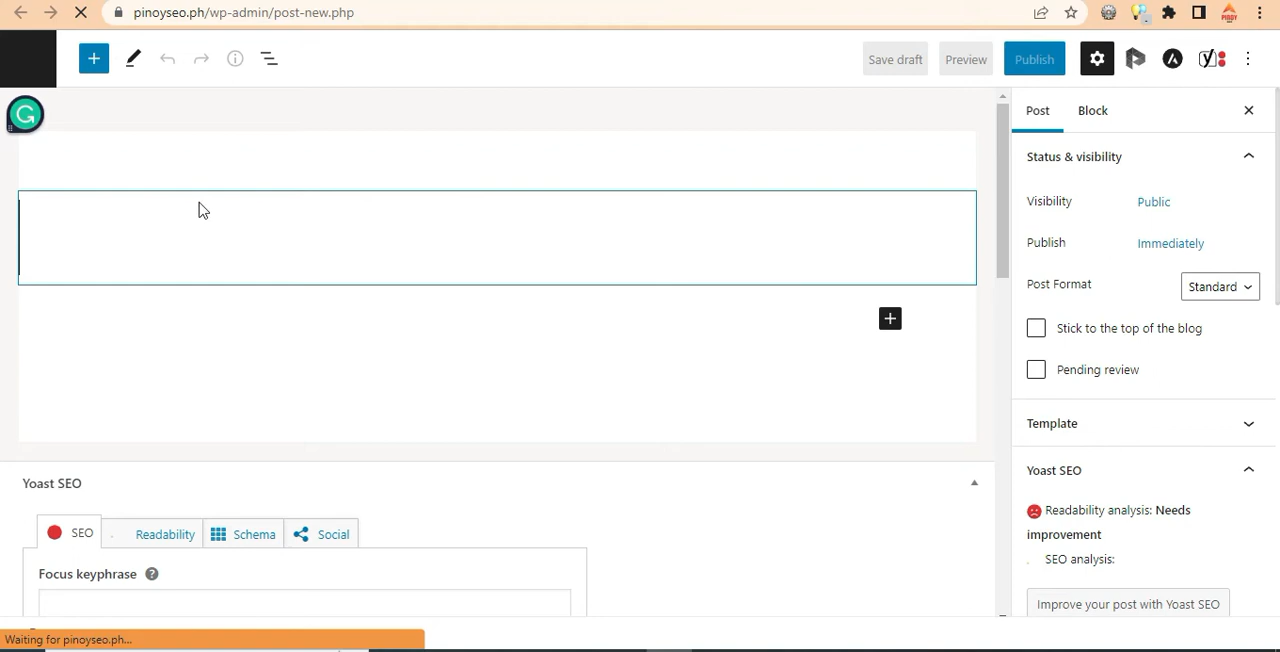 pinoyseo.ph/wp-admin/post-new.php
Save draft
Preview
Publish
Post
Block
Status & visibility
Visibility
Public
Publish
Immediately
Post Format
Standard
Stick to the top of the blog
Pending review
Template
Yoast SEO
Readability analysis: Needs
improvement
SEO analysis:
Improve your post with Yoast SEO
Yoast SEO
SEO
Readability
Schema
Social
Focus keyphrase
Waiting for pinoyseo.ph...